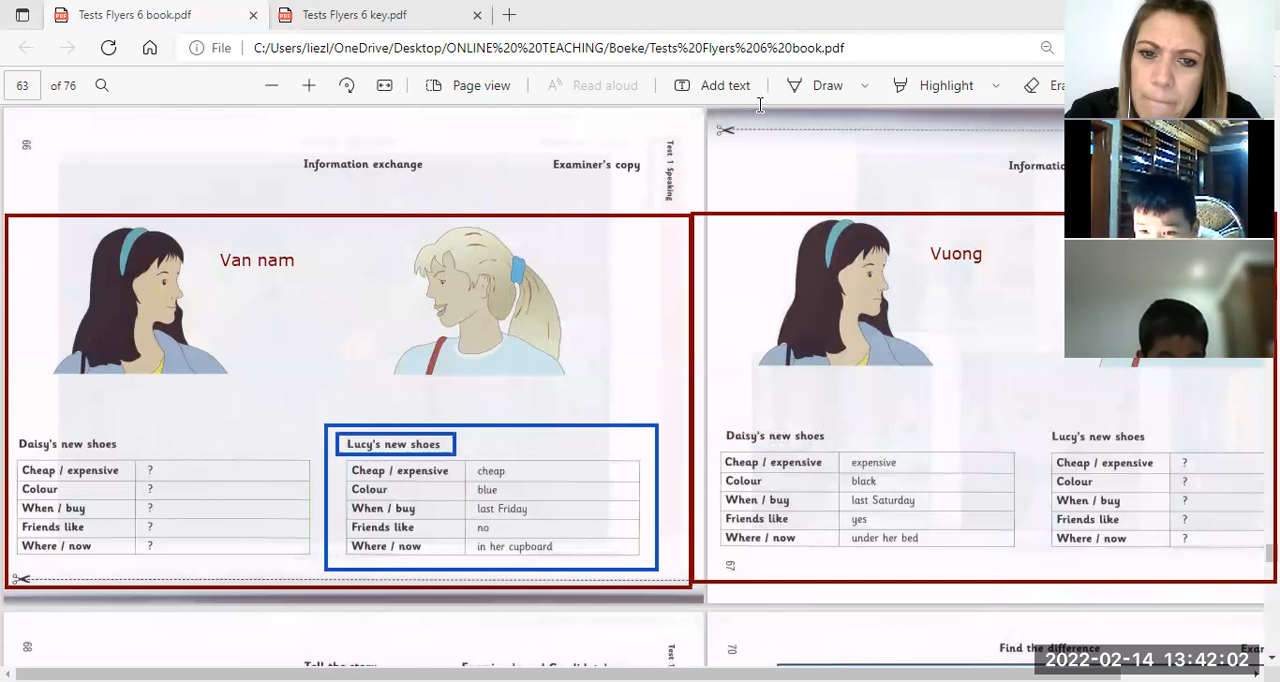 Tests Flyers 6 book.pdf
Tests Flyers 6 key.pdf
File C:/Users/liezl/OneDrive/Desktop/ONLINE%20%20TEACHING/Boeke/Tests%20Flyers%206%20book.pdf
63 of 76 Page view Read aloud Add text Draw Highlight
66
Information exchange
Examiner's copy
Test 1 Speaking
Van nam
Daisy's new shoes
Cheap / expensive ?
Colour ?
When / buy ?
Friends like ?
Where / now ?
Lucy's new shoes
Cheap / expensive cheap
Colour blue
When / buy last Friday
Friends like no
Where / now in her cupboard
Vuong
Daisy's new shoes
Cheap / expensive expensive
Colour black
When / buy last Saturday
Friends like yes
Where / now under her bed
Lucy's new shoes
Cheap / expensive ?
Colour ?
When / buy ?
Friends like ?
Where / now ?
67
68
Test 1
70
Find the difference
2022-02-14 13:42:02